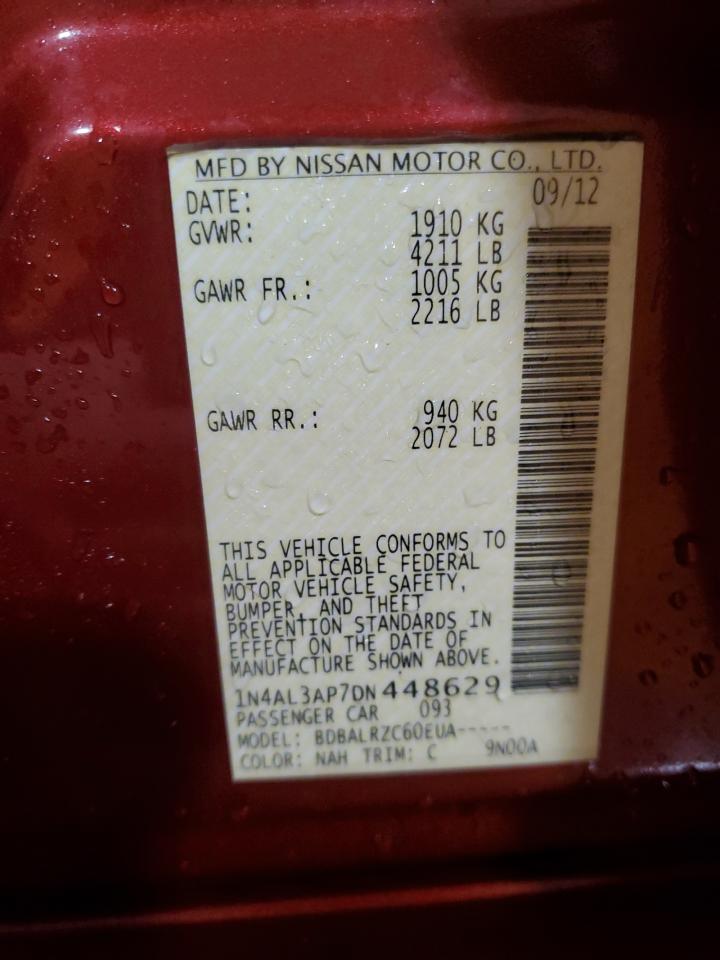 MFD BY NISSAN MOTOR CO., LTD.
DATE: 09/12
GVWR: 1910 KG
4211 LB
GAWR FR.: 1005 KG
2216 LB
GAWR RR.: 940 KG
2072 LB
THIS VEHICLE CONFORMS TO
ALL APPLICABLE FEDERAL
MOTOR VEHICLE SAFETY,
BUMPER, AND THEFT
PREVENTION STANDARDS IN
EFFECT ON THE DATE OF
MANUFACTURE SHOWN ABOVE.
1N4AL3AP7DN448629
PASSENGER CAR 093
MODEL: BDBALRZC60EUA-----
COLOR: NAH TRIM: C 9N00A